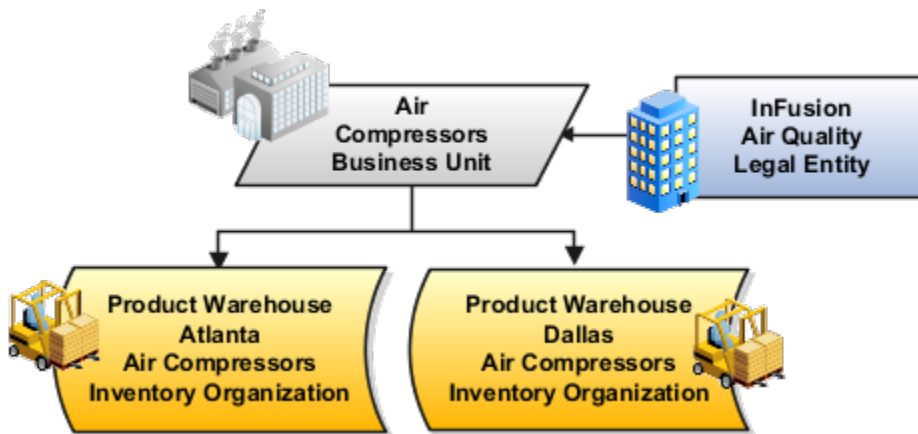 Air
Compressors
Business Unit
InFusion
Air Quality
Legal Entity
Product Warehouse
Atlanta
Air Compressors
Inventory Organization
Product Warehouse
Dallas
Air Compressors
Inventory Organization